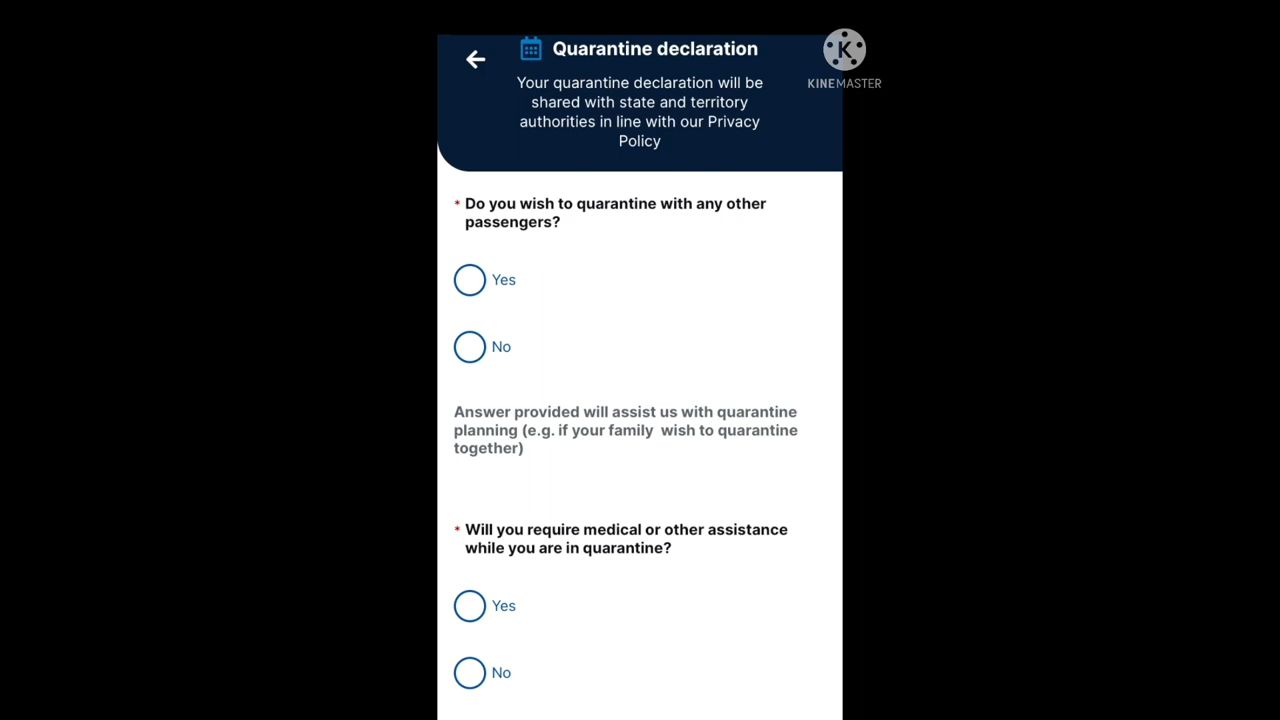 Quarantine declaration
Your quarantine declaration will be
shared with state and territory
authorities in line with our Privacy
Policy
K
KINEMASTER
* Do you wish to quarantine with any other
passengers?
Yes
No
Answer provided will assist us with quarantine
planning (e.g. if your family wish to quarantine
together)
* Will you require medical or other assistance
while you are in quarantine?
Yes
No